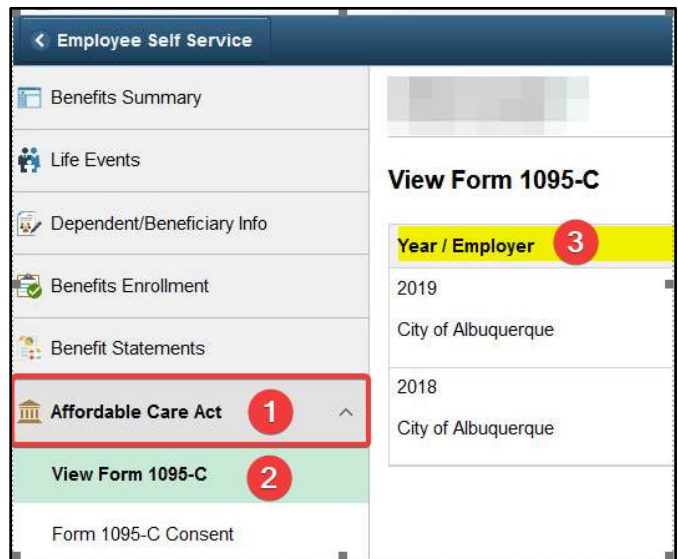 Employee Self Service
Benefits Summary
Life Events
Dependent/Beneficiary Info
Benefits Enrollment
Benefit Statements
Affordable Care Act 1
View Form 1095-C 2
Form 1095-C Consent
View Form 1095-C
Year / Employer 3
2019
City of Albuquerque
2018
City of Albuquerque